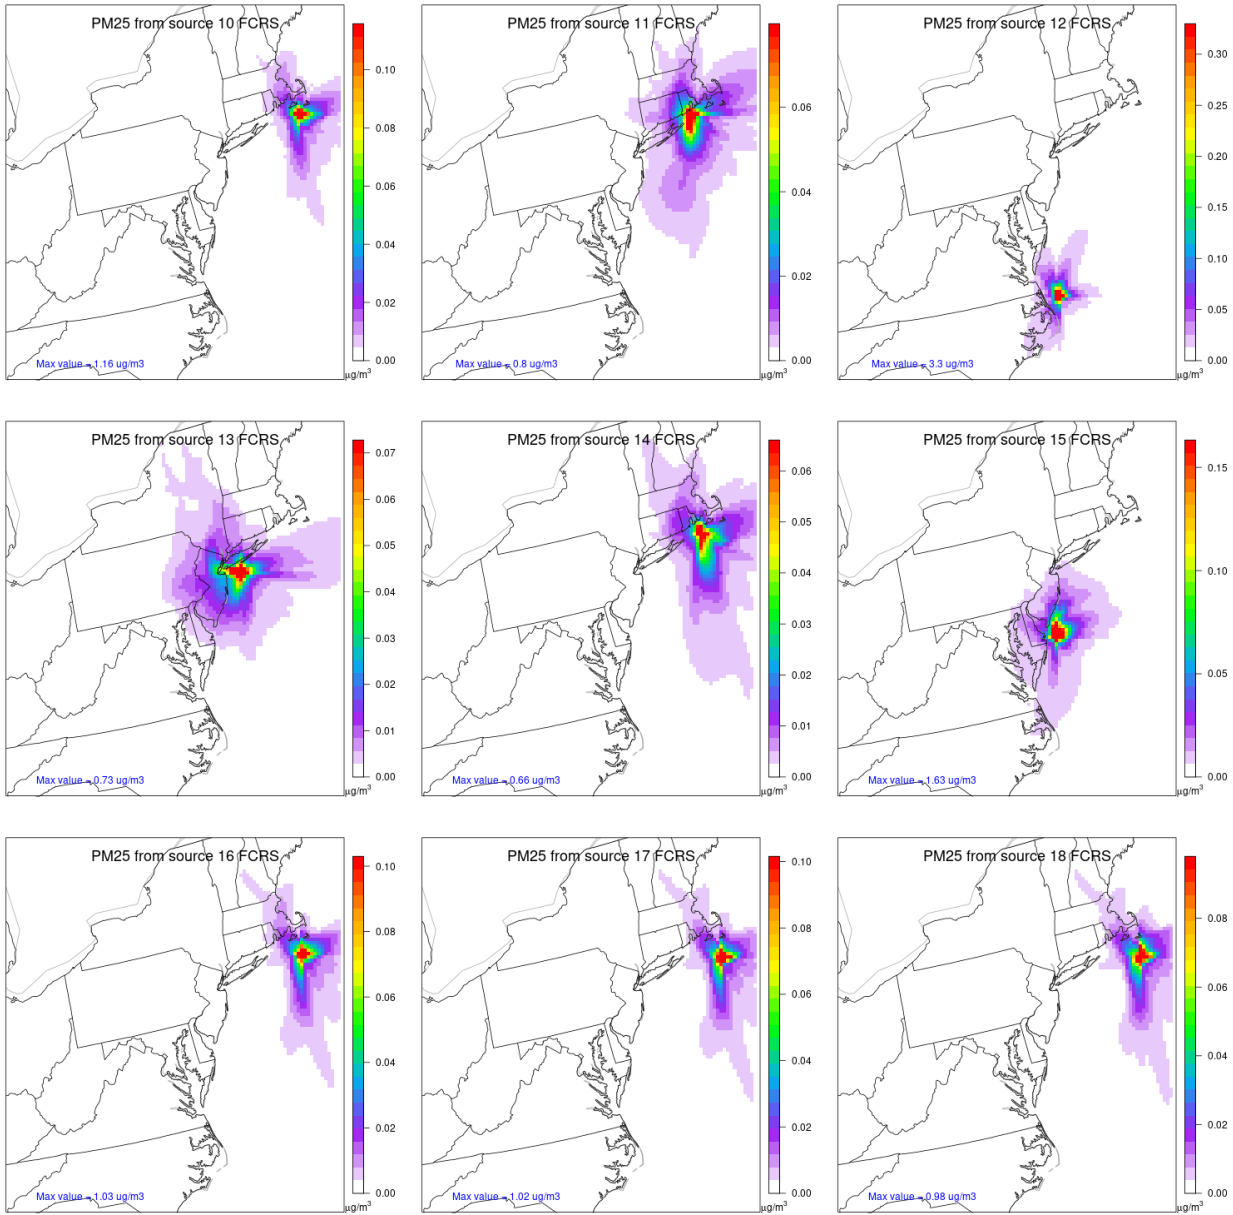 PM25 from source 10 FCRS
0.10
0.08
0.06
0.04
0.02
0.00
Max value = 1.16 ug/m3
µg/m³
PM25 from source 11 FCRS
0.06
0.04
0.02
0.00
Max value = 0.8 ug/m3
µg/m³
PM25 from source 12 FCRS
0.30
0.25
0.20
0.15
0.10
0.05
0.00
Max value = 3.3 ug/m3
µg/m³
PM25 from source 13 FCRS
0.07
0.06
0.05
0.04
0.03
0.02
0.01
0.00
Max value = 0.73 ug/m3
µg/m³
PM25 from source 14 FCRS
0.06
0.05
0.04
0.03
0.02
0.01
0.00
Max value = 0.66 ug/m3
µg/m³
PM25 from source 15 FCRS
0.15
0.10
0.05
0.00
Max value = 1.63 ug/m3
µg/m³
PM25 from source 16 FCRS
0.10
0.08
0.06
0.04
0.02
0.00
Max value = 1.03 ug/m3
µg/m³
PM25 from source 17 FCRS
0.10
0.08
0.06
0.04
0.02
0.00
Max value = 1.02 ug/m3
µg/m³
PM25 from source 18 FCRS
0.08
0.06
0.04
0.02
0.00
Max value = 0.98 ug/m3
µg/m³